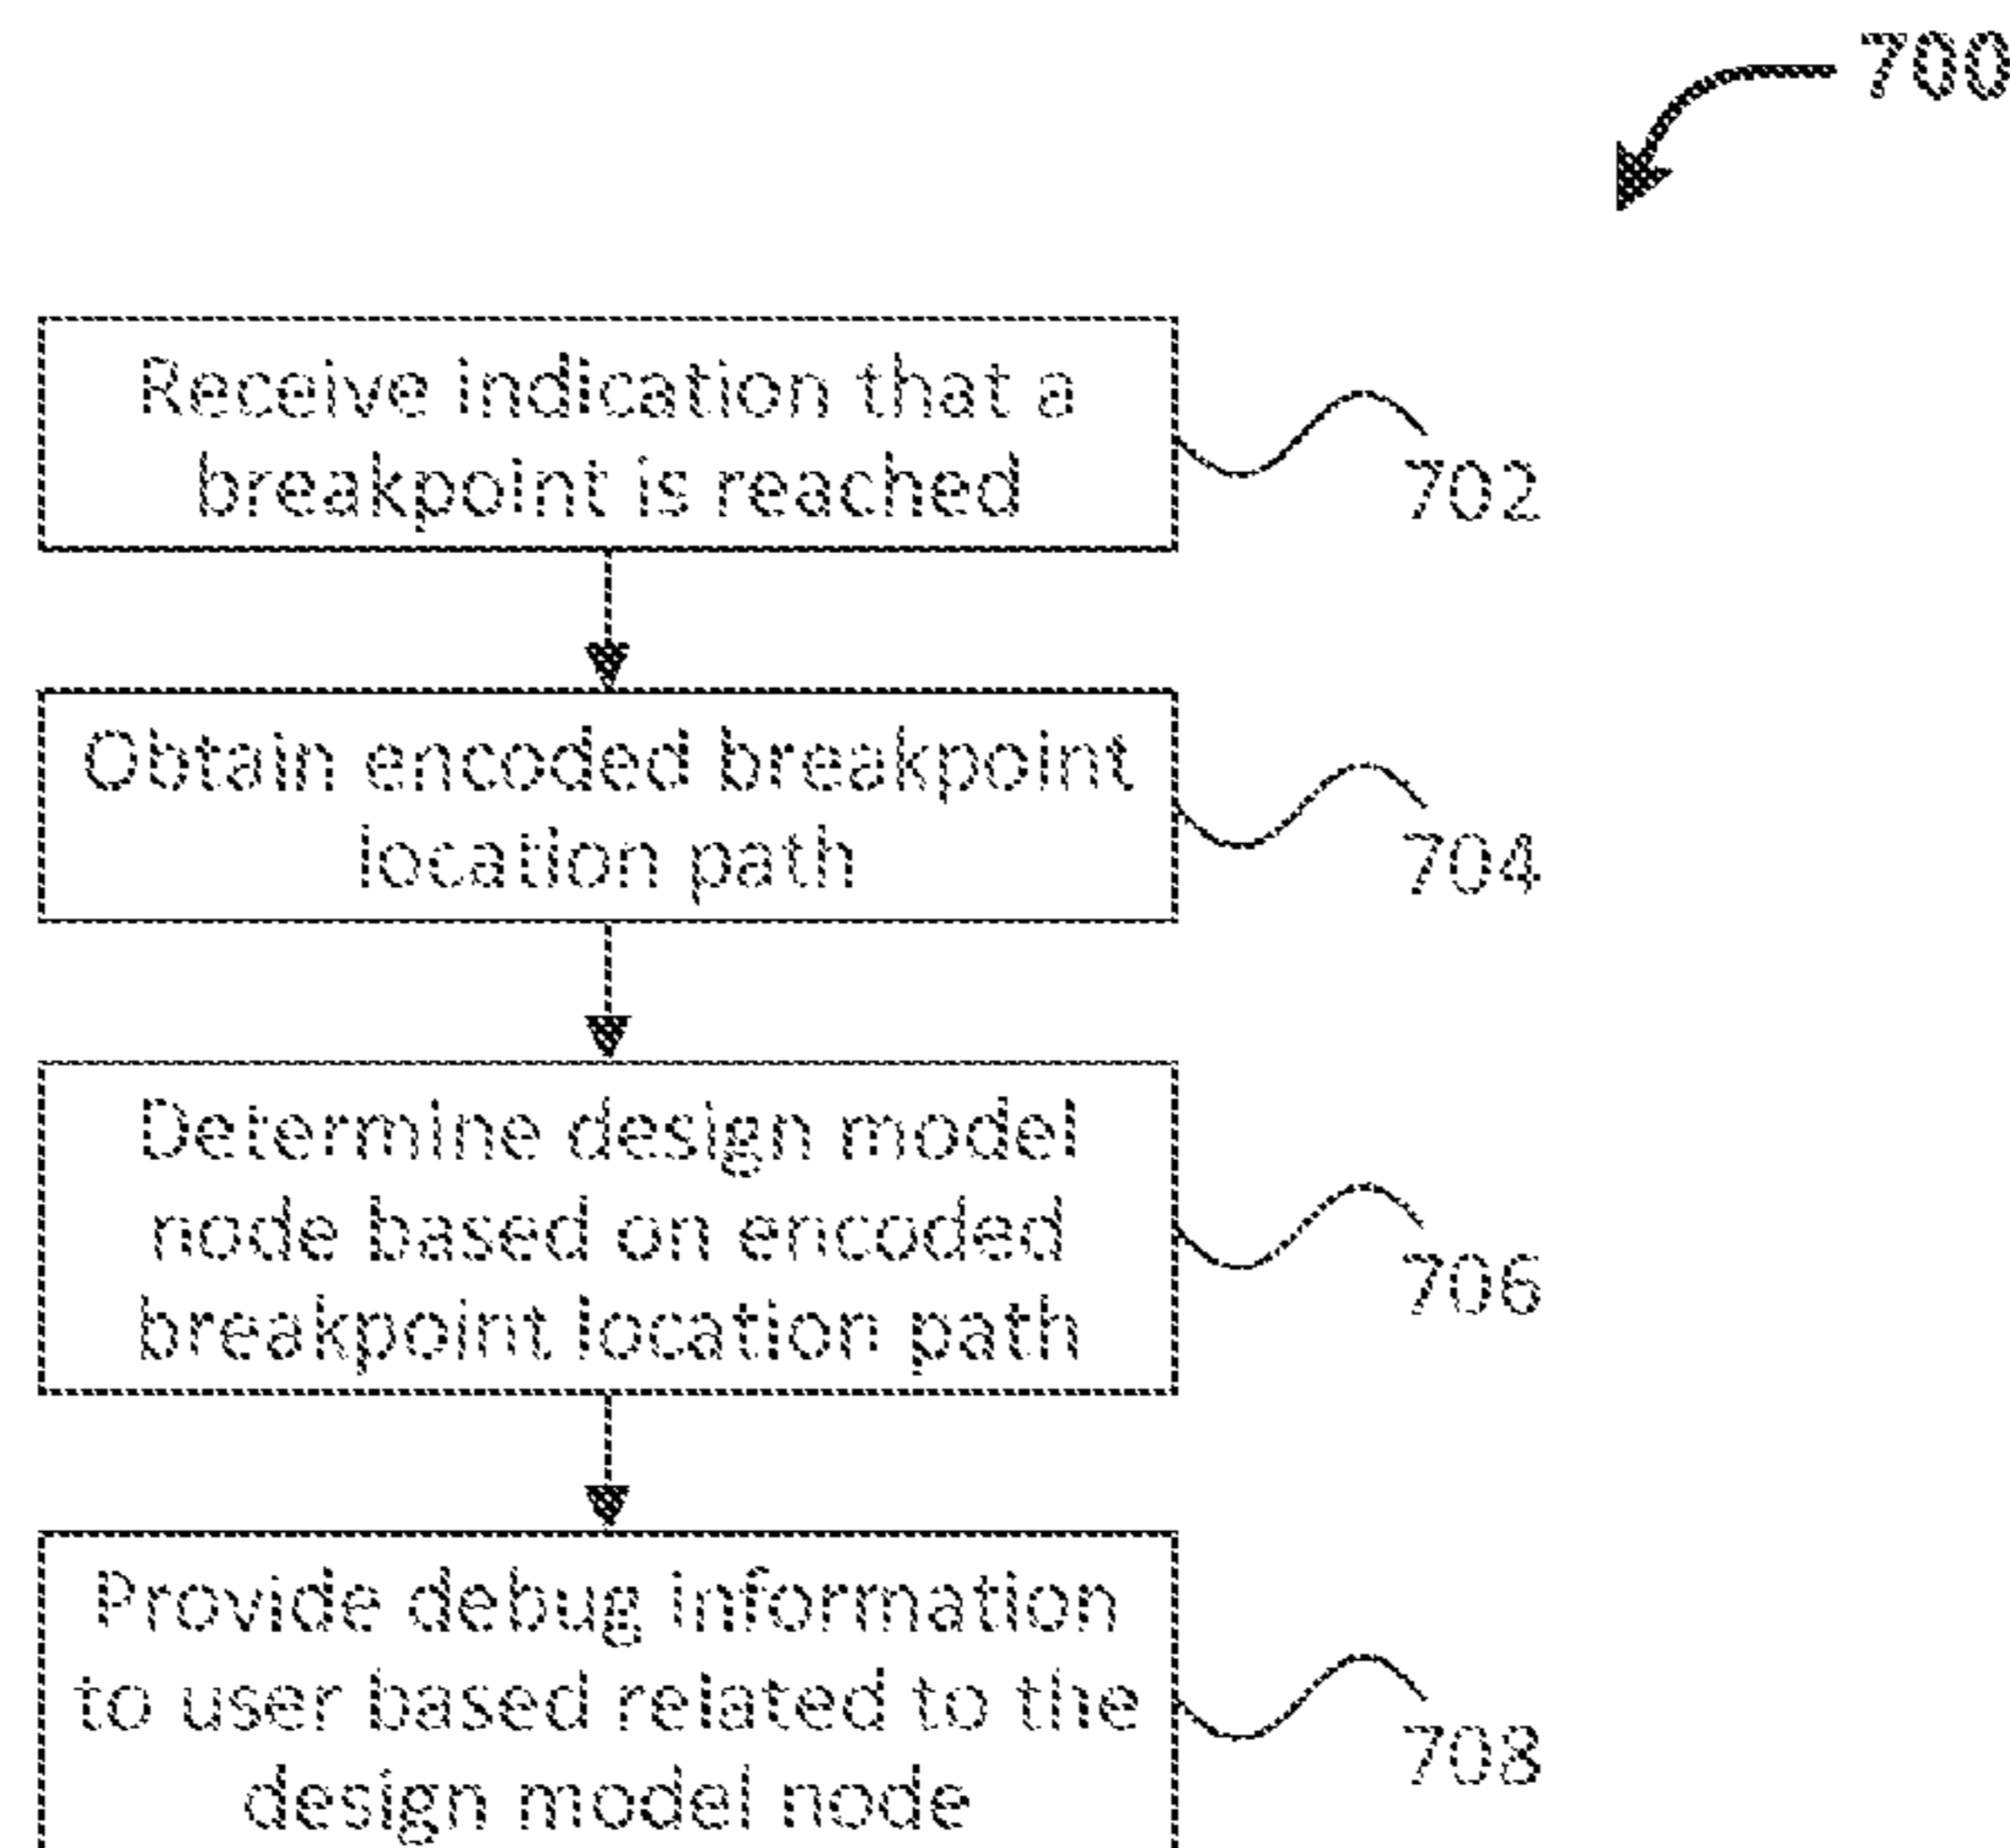 700
Receive indication that a
breakpoint is reached
702
Obtain encoded breakpoint
location path
704
Determine design model
node based on encoded
breakpoint location path
706
Provide debug information
to user based related to the
design model node
708